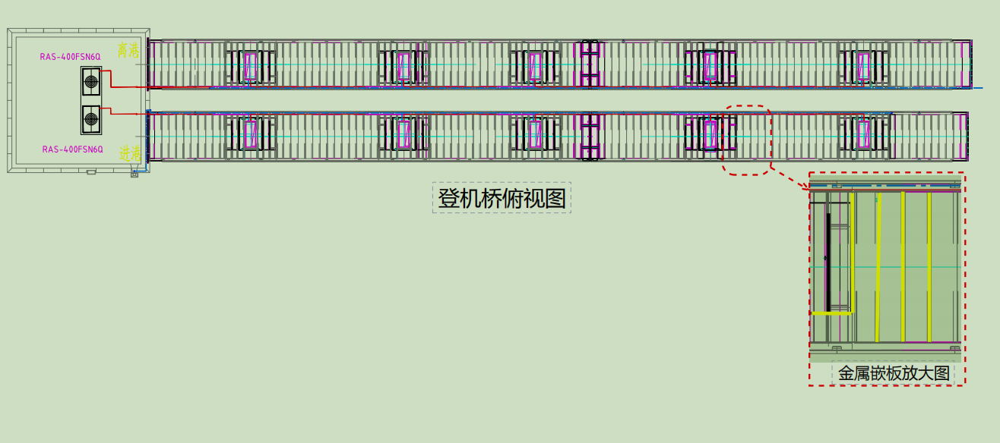 离港
RAS-400FSN6Q
RAS-400FSN6Q
进港
登机桥俯视图
金属嵌板放大图